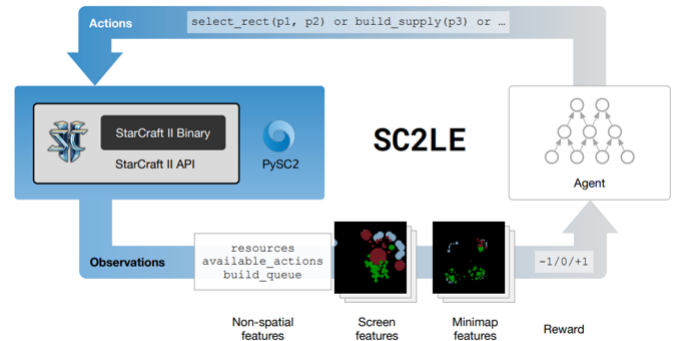 Actions
select_rect(p1, p2) or build_supply(p3) or …
StarCraft II Binary
StarCraft II API
PySC2
SC2LE
Agent
Observations
resources
available_actions
build_queue
-1/0/+1
Non-spatial
features
Screen
features
Minimap
features
Reward